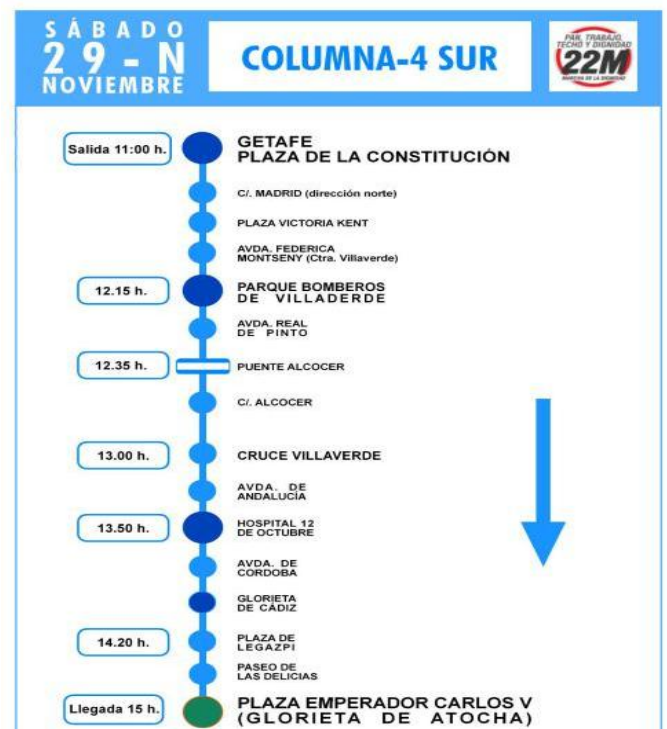 SÁBADO
29-N
NOVIEMBRE
COLUMNA-4 SUR
PAN, TRABAJO,
TECHO Y DIGNIDAD
22M
MARCHAS DE LA DIGNIDAD
Salida 11:00 h.
GETAFE
PLAZA DE LA CONSTITUCIÓN
C/. MADRID (dirección norte)
PLAZA VICTORIA KENT
AVDA. FEDERICA
MONTSENY (Ctra. Villaverde)
12.15 h.
PARQUE BOMBEROS
DE VILLADERDE
AVDA. REAL
DE PINTO
12.35 h.
PUENTE ALCOCER
C/. ALCOCER
13.00 h.
CRUCE VILLAVERDE
AVDA. DE
ANDALUCÍA
13.50 h.
HOSPITAL 12
DE OCTUBRE
AVDA. DE
CORDOBA
GLORIETA
DE CÁDIZ
14.20 h.
PLAZA DE
LEGAZPI
PASEO DE
LAS DELICIAS
Llegada 15 h.
PLAZA EMPERADOR CARLOS V
(GLORIETA DE ATOCHA)